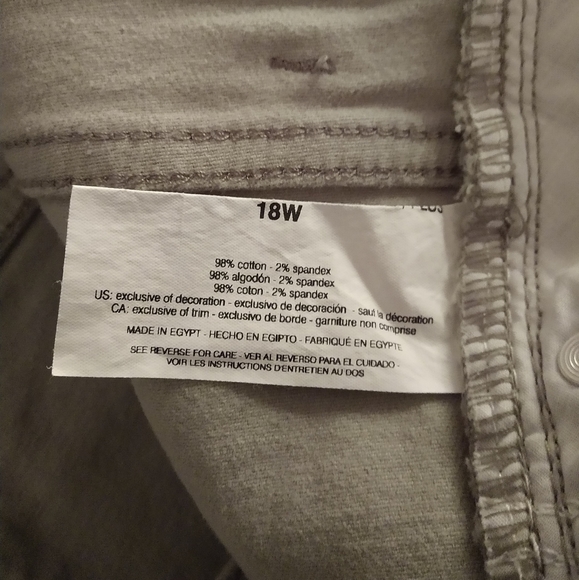 18W
98% cotton - 2% spandex
98% algodón - 2% spandex
98% coton - 2% spandex
US: exclusive of decoration - exclusivo de decoración - sauf la décoration
CA: exclusive of trim - exclusivo de borde - garniture non comprise
MADE IN EGYPT - HECHO EN EGIPTO - FABRIQUÉ EN EGYPTE
SEE REVERSE FOR CARE - VER AL REVERSO PARA EL CUIDADO -
VOIR LES INSTRUCTIONS D'ENTRETIEN AU DOS